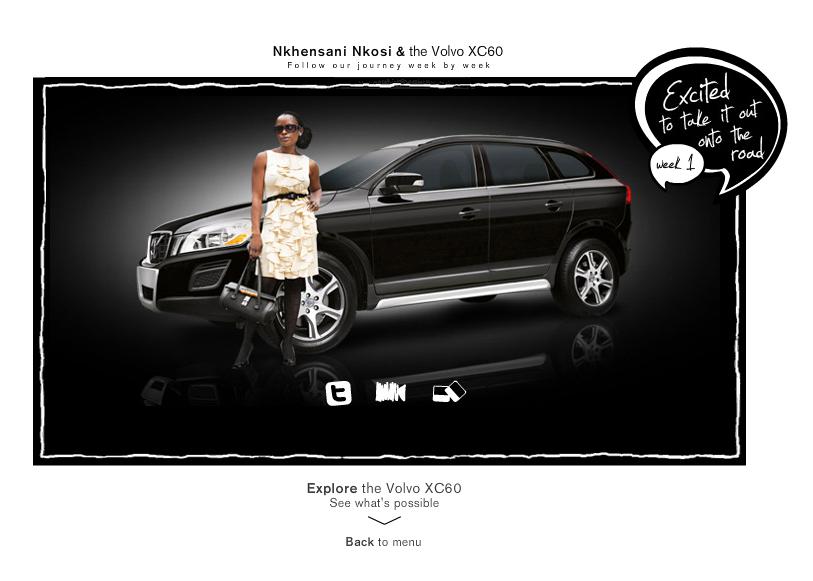 Nkhensani Nkosi & the Volvo XC60
Follow our journey week by week
Excited
to take it out
onto the
road
week 1
Explore the Volvo XC60
See what's possible
Back to menu